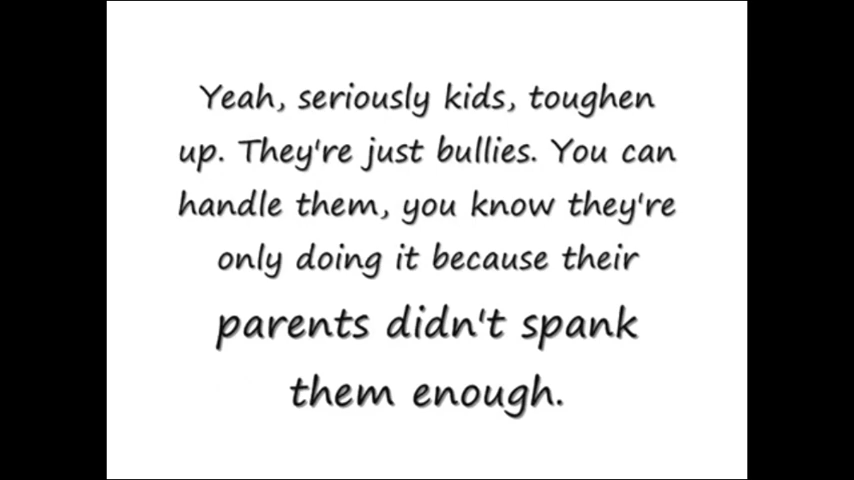 Yeah, seriously kids, toughen
up. They're just bullies. You can
handle them, you know they're
only doing it because their
parents didn't spank
them enough.